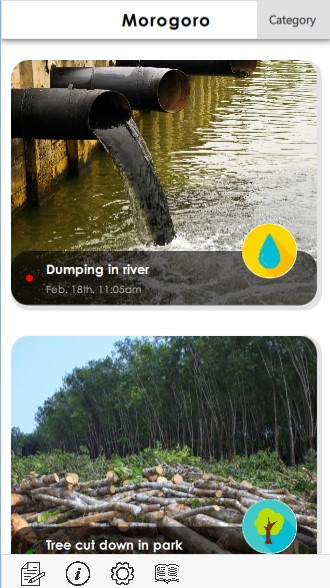 Morogoro
Category
Dumping in river
Feb. 18th. 11:05am
Tree cut down in park